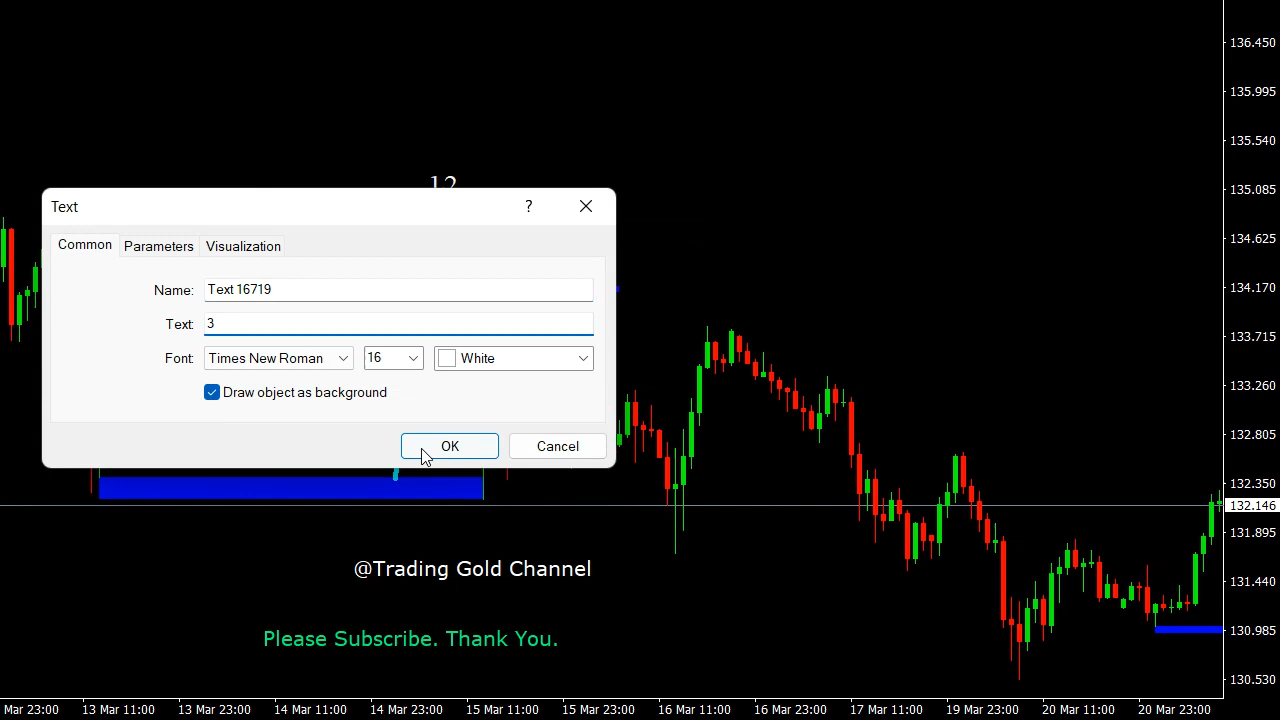 136.450
135.995
135.540
12
135.085
Text ?
134.625
Common Parameters Visualization
Name: Text 16719
134.170
Text: 3
133.715
Font: Times New Roman 16 White
133.260
Draw object as background
132.805
OK Cancel
132.350
132.146
131.895
@Trading Gold Channel
131.440
Please Subscribe. Thank You.
130.985
130.530
Mar 23:00 13 Mar 11:00 13 Mar 23:00 14 Mar 11:00 14 Mar 23:00 15 Mar 11:00 15 Mar 23:00 16 Mar 11:00 16 Mar 23:00 17 Mar 11:00 19 Mar 23:00 20 Mar 11:00 20 Mar 23:00